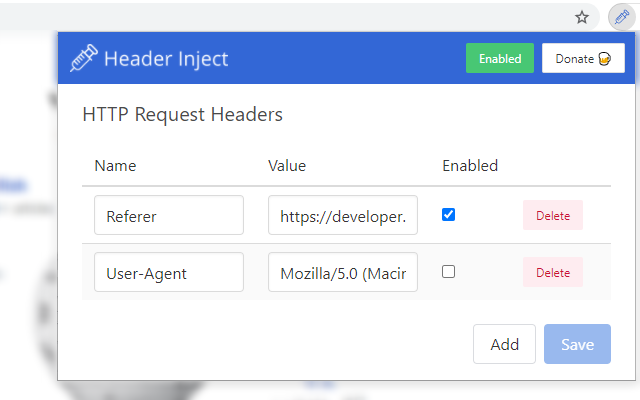 Header Inject
Enabled
Donate
HTTP Request Headers
Name Value Enabled
Referer https://developer. Delete
User-Agent Mozilla/5.0 (Macin Delete
Add Save